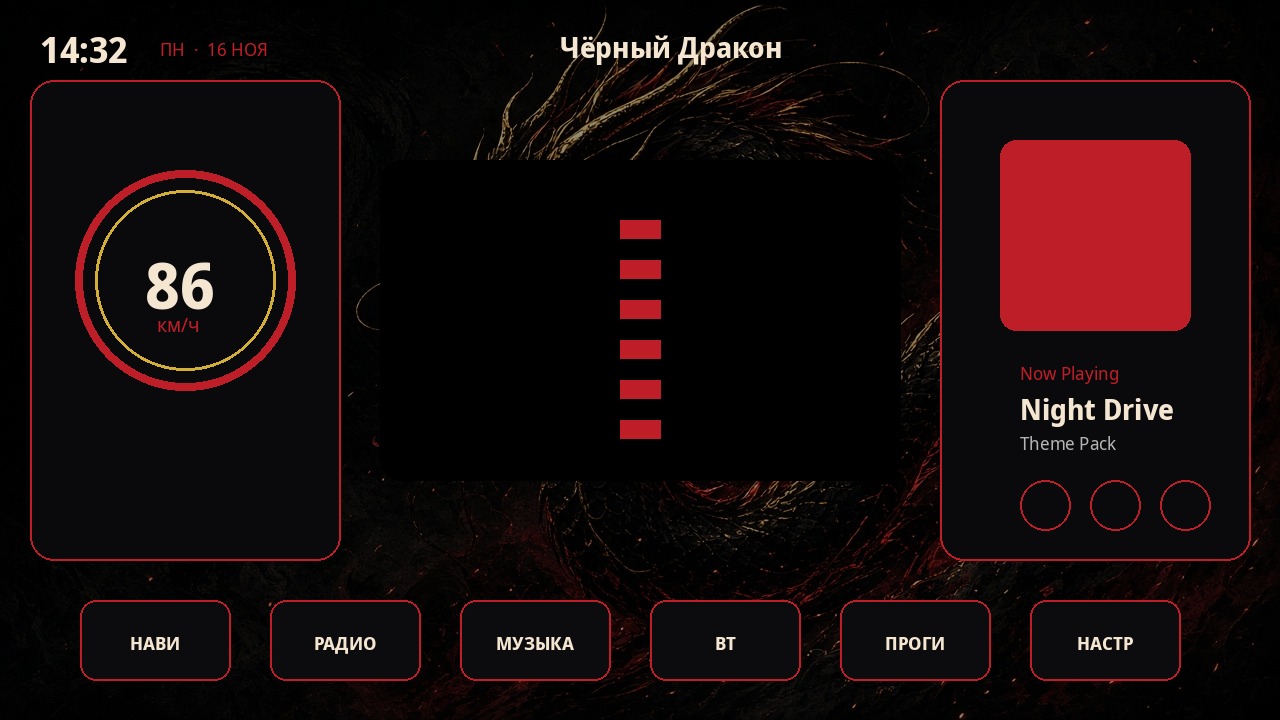 14:32
ПН · 16 НОЯ
Чёрный Дракон
86
км/ч
Now Playing
Night Drive
Theme Pack
НАВИ
РАДИО
МУЗЫКА
BT
ПРОГИ
НАСТР